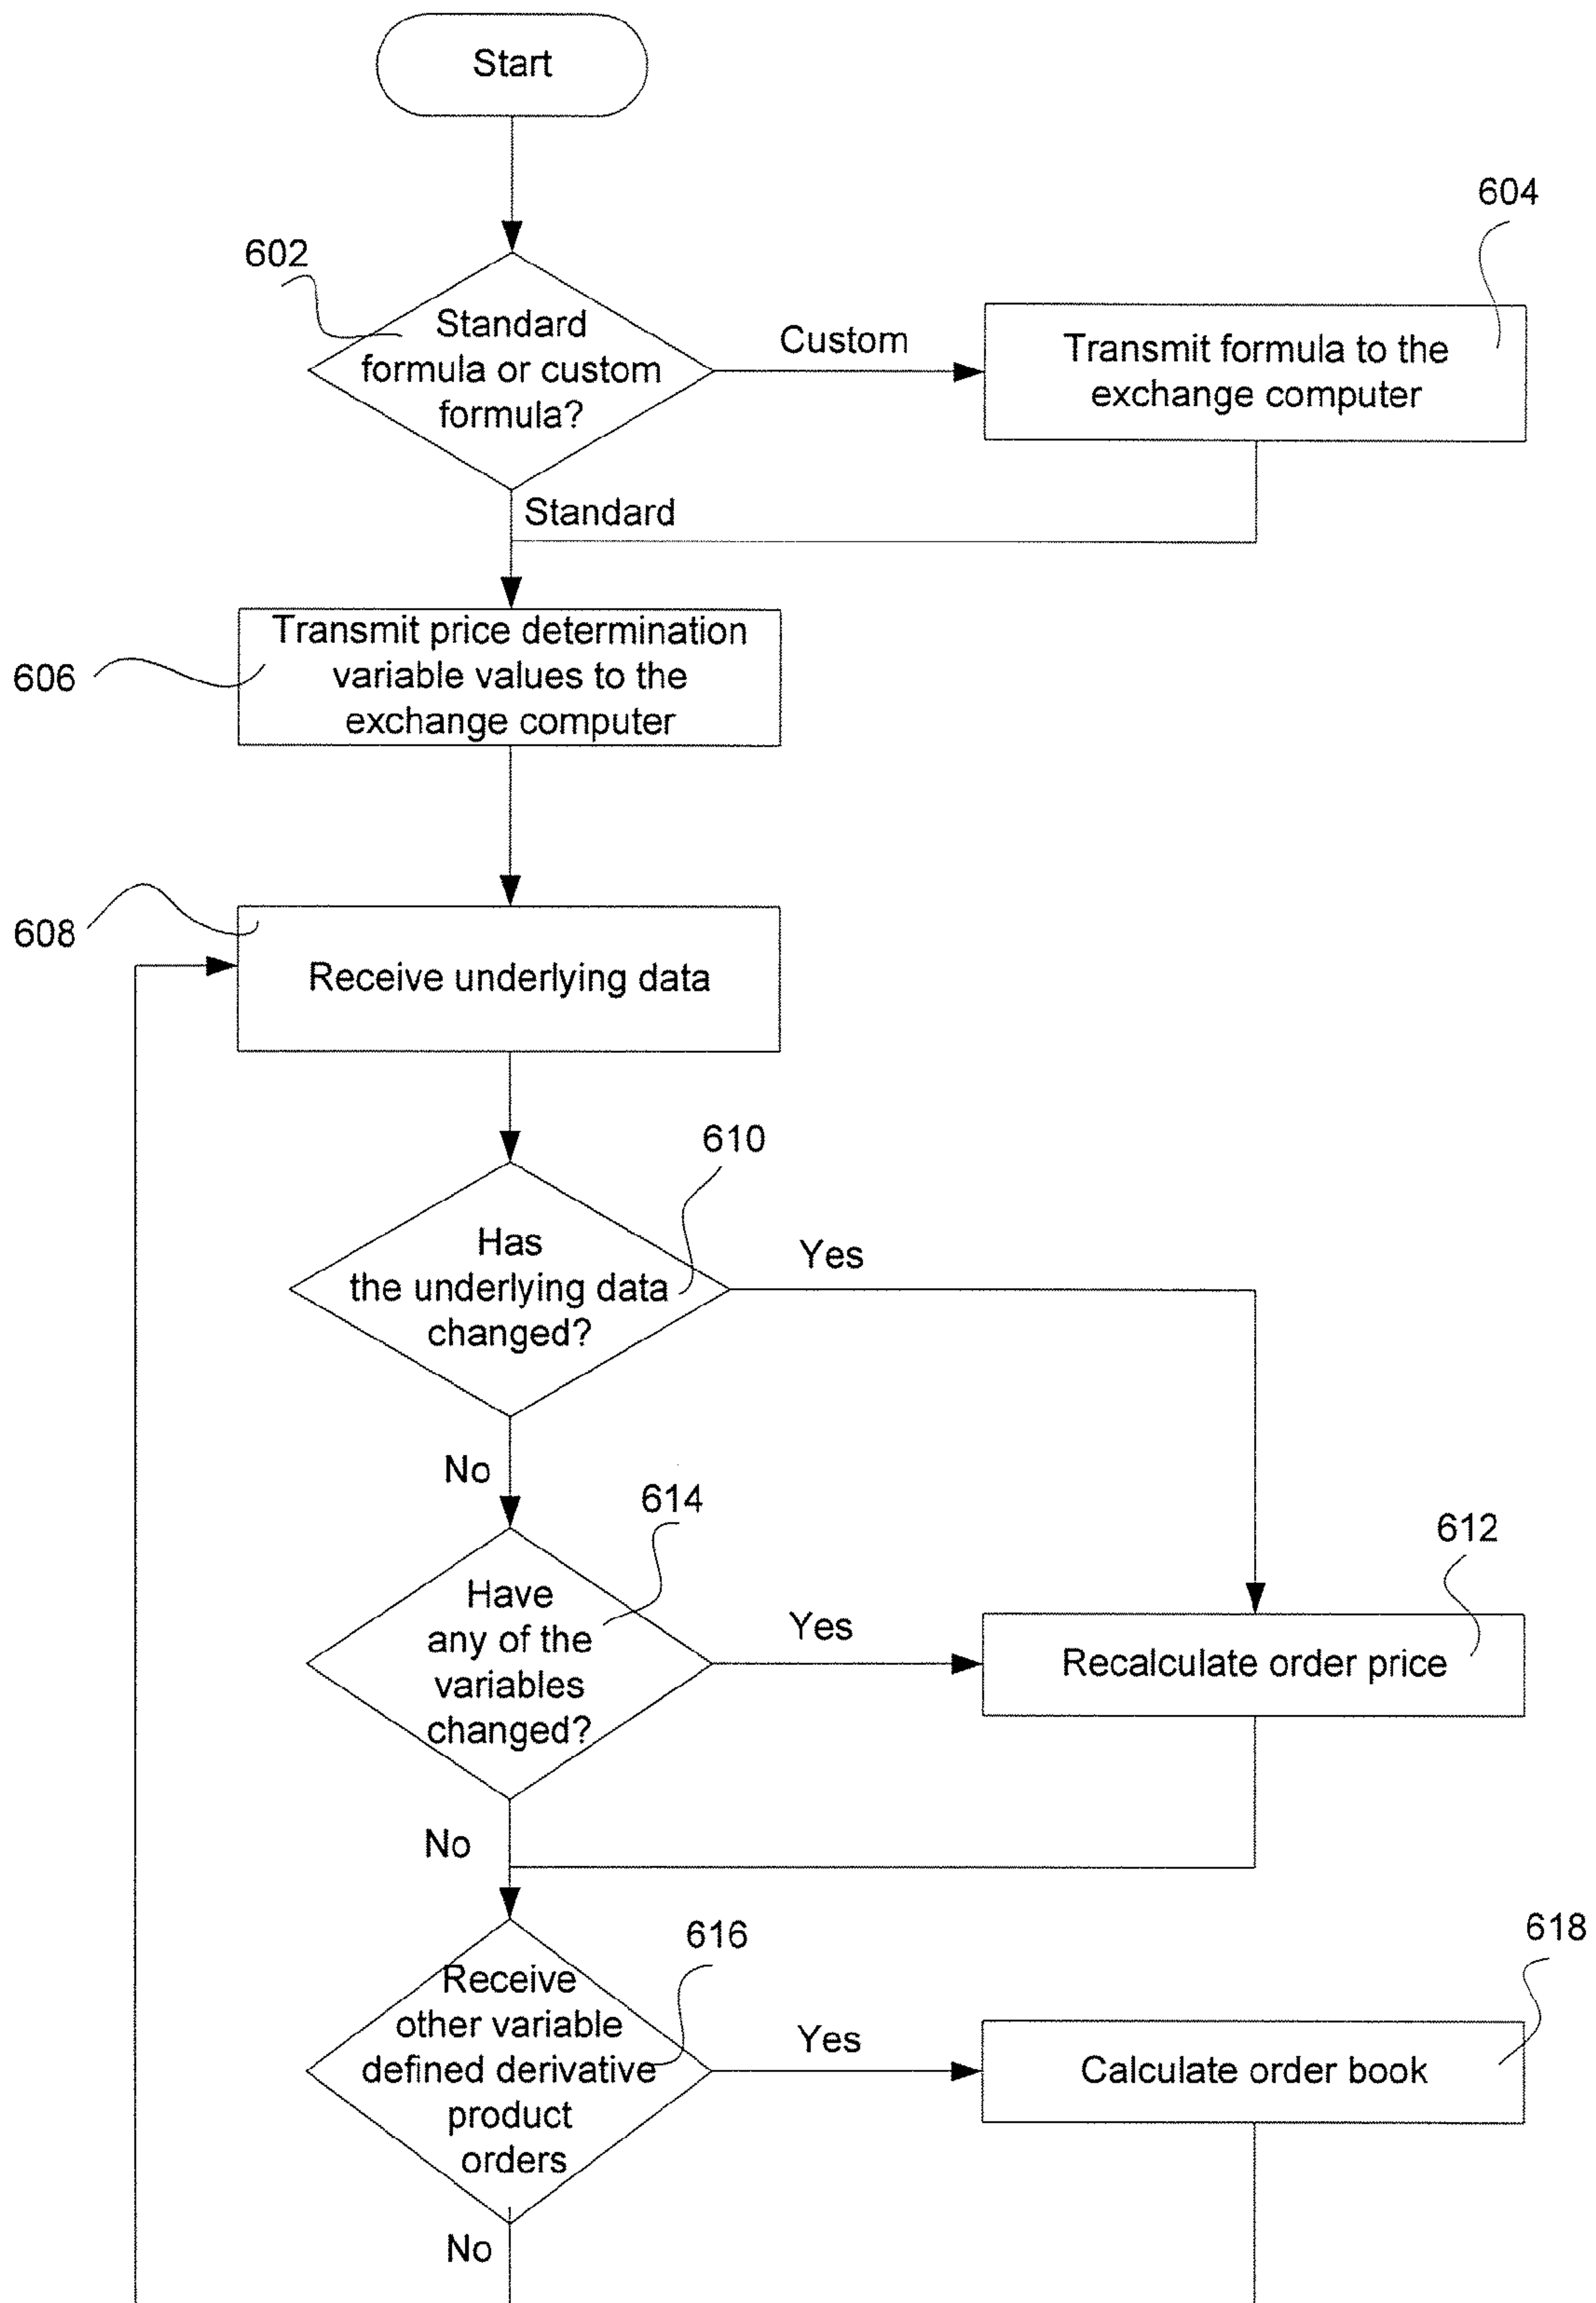 Start
604
602
Standard
formula or custom
formula?
Custom
Transmit formula to the
exchange computer
Standard
Transmit price determination
variable values to the
exchange computer
606
608
Receive underlying data
610
Has
the underlying data
changed?
Yes
No
614
612
Have
any of the
variables
changed?
Yes
Recalculate order price
No
616
618
Receive
other variable
defined derivative
product
orders
Yes
Calculate order book
No